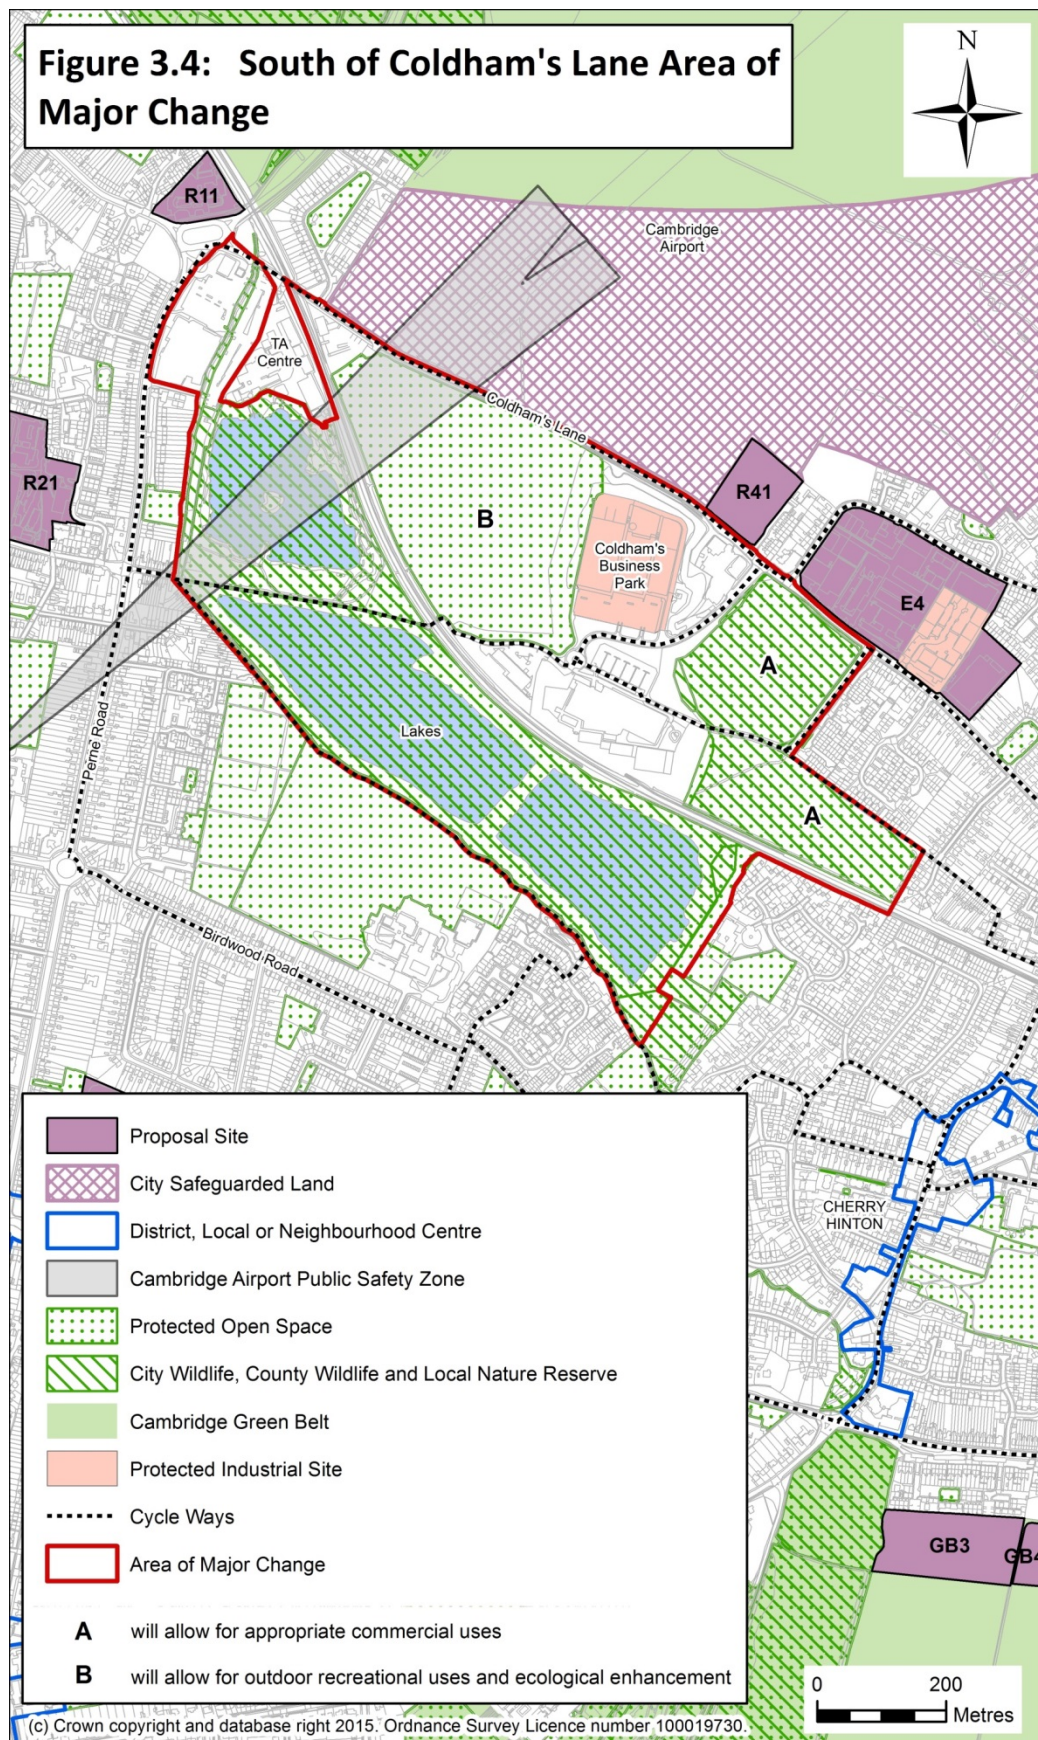 Figure 3.4: South of Coldham's Lane Area of
Major Change
N
R11
Cambridge
Airport
TA
Centre
Coldham's Lane
R21
R41
B
Coldham's
Business
Park
E4
A
Lakes
Perne Road
A
Birdwood Road
CHERRY
HINTON
GB3
GB4
Proposal Site
City Safeguarded Land
District, Local or Neighbourhood Centre
Cambridge Airport Public Safety Zone
Protected Open Space
City Wildlife, County Wildlife and Local Nature Reserve
Cambridge Green Belt
Protected Industrial Site
Cycle Ways
Area of Major Change
A will allow for appropriate commercial uses
B will allow for outdoor recreational uses and ecological enhancement
0 200
Metres
(c) Crown copyright and database right 2015. Ordnance Survey Licence number 100019730.